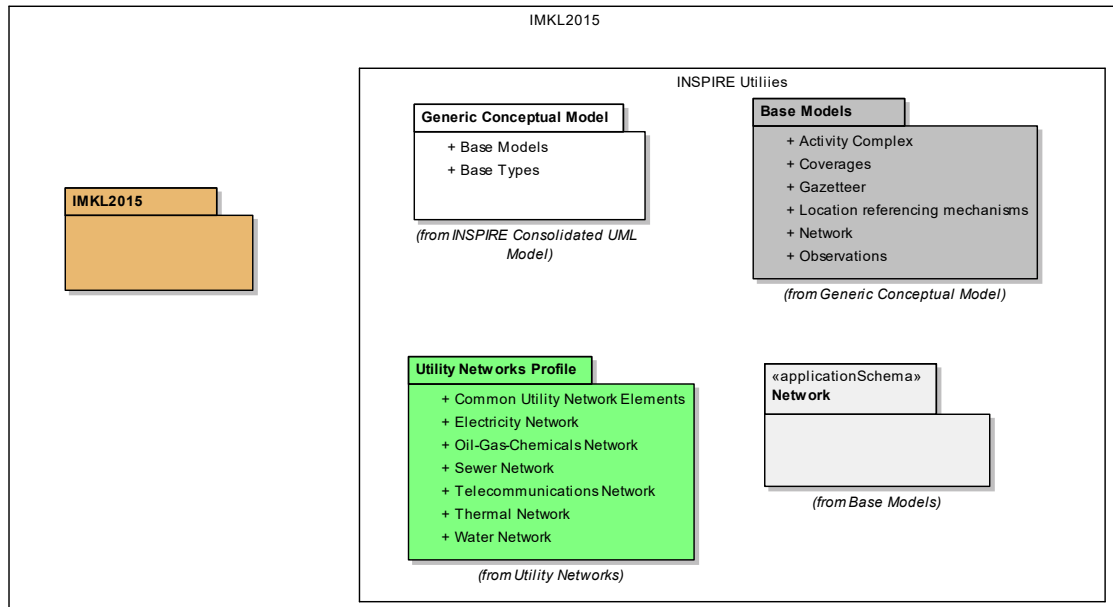 IMKL2015
INSPIRE Utiliies
Generic Conceptual Model
+ Base Models
+ Base Types
(from INSPIRE Consolidated UML
Model)
Base Models
+ Activity Complex
+ Coverages
+ Gazetteer
+ Location referencing mechanisms
+ Network
+ Observations
(from Generic Conceptual Model)
IMKL2015
Utility Networks Profile
+ Common Utility Network Elements
+ Electricity Network
+ Oil-Gas-Chemicals Network
+ Sewer Network
+ Telecommunications Network
+ Thermal Network
+ Water Network
(from Utility Networks)
«applicationSchema»
Network
(from Base Models)